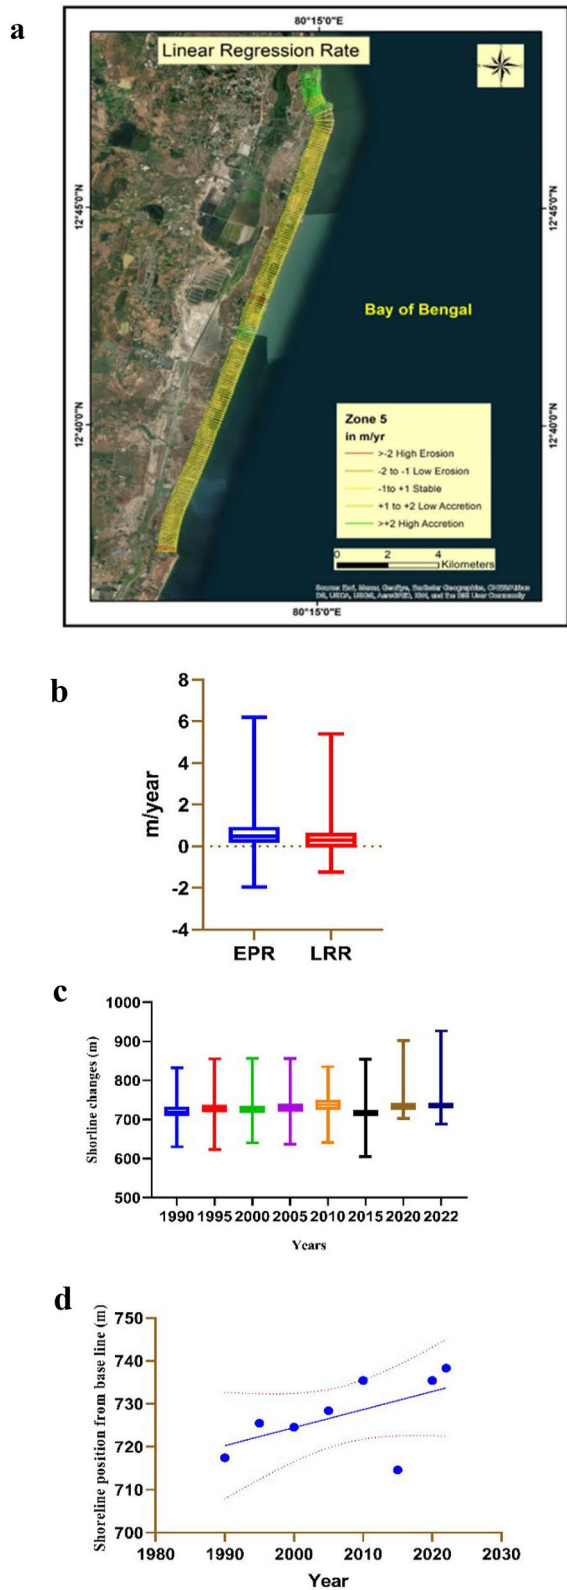 a
80°15'0"E
Linear Regression Rate
12°45'0"N
12°45'0"N
Bay of Bengal
12°40'0"N
12°40'0"N
Zone 5
in m/yr
>-2 High Erosion
-2 to -1 Low Erosion
-1to +1 Stable
+1 to +2 Low Accretion
>+2 High Accretion
0 2 4
Kilometers
80°15'0"E
b
8
6
4
2
0
-2
-4
m/year
EPR LRR
c
1000
900
800
700
600
500
Shorline changes (m)
1990 1995 2000 2005 2010 2015 2020 2022
Years
d
750
740
730
720
710
700
Shoreline position from base line (m)
1980 1990 2000 2010 2020 2030
Year